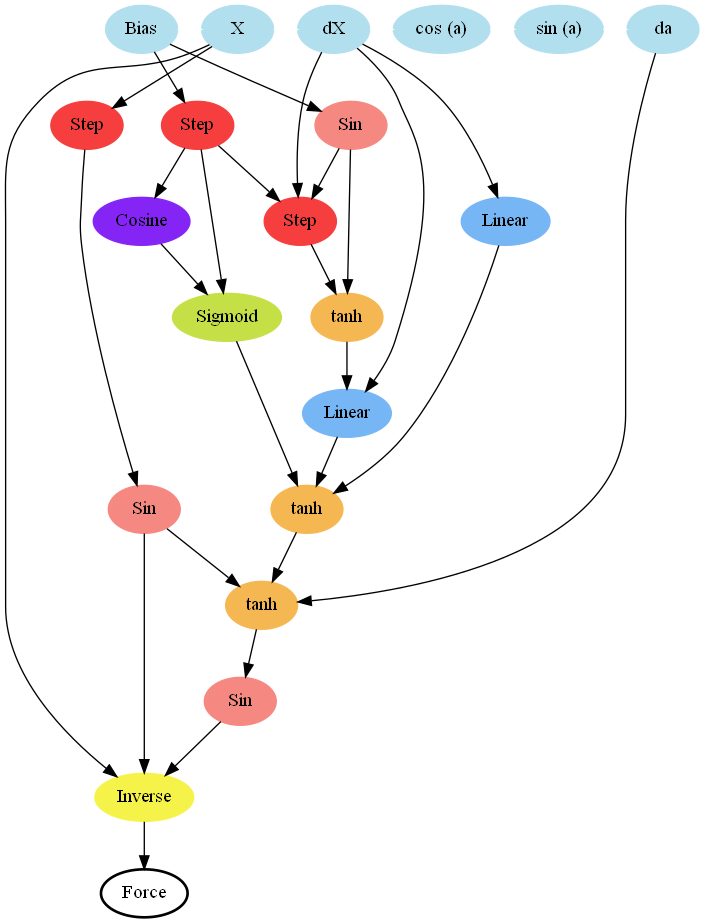 Bias
X
dX
cos (a)
sin (a)
da
Step
Step
Sin
Cosine
Step
Linear
Sigmoid
tanh
Linear
Sin
tanh
tanh
Sin
Inverse
Force